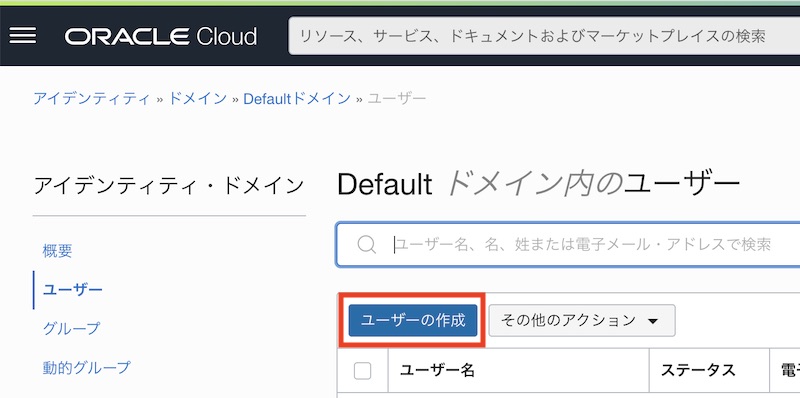 ORACLE Cloud
リソース、サービス、ドキュメントおよびマーケットプレイスの検索
アイデンティティ » ドメイン » Defaultドメイン » ユーザー
アイデンティティ・ドメイン
概要
ユーザー
グループ
動的グループ
Default ドメイン内のユーザー
ユーザー名、名、姓または電子メール・アドレスで検索
ユーザーの作成
その他のアクション
ユーザー名
ステータス
電子